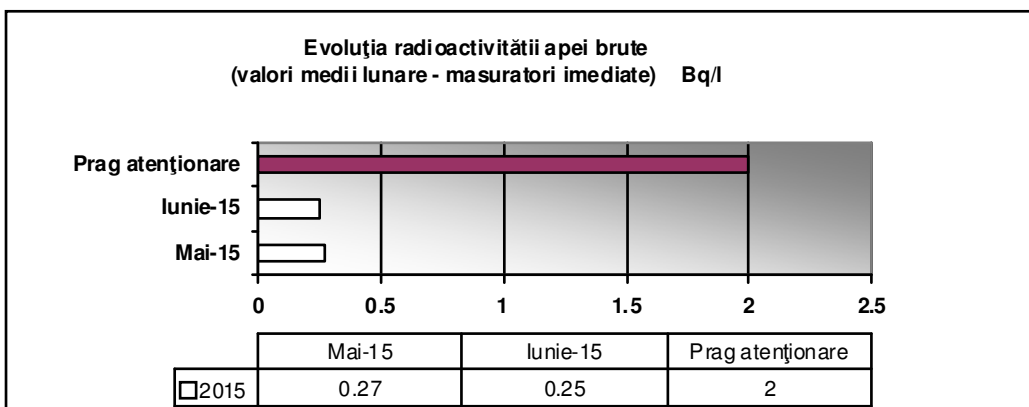 Evoluţia radioactivitătii apei brute
(valori medii lunare - masuratori imediate) Bq/l
Prag atenţionare
Iunie-15
Mai-15
0 0.5 1 1.5 2 2.5
Mai-15 Iunie-15 Prag atenţionare
2015 0.27 0.25 2